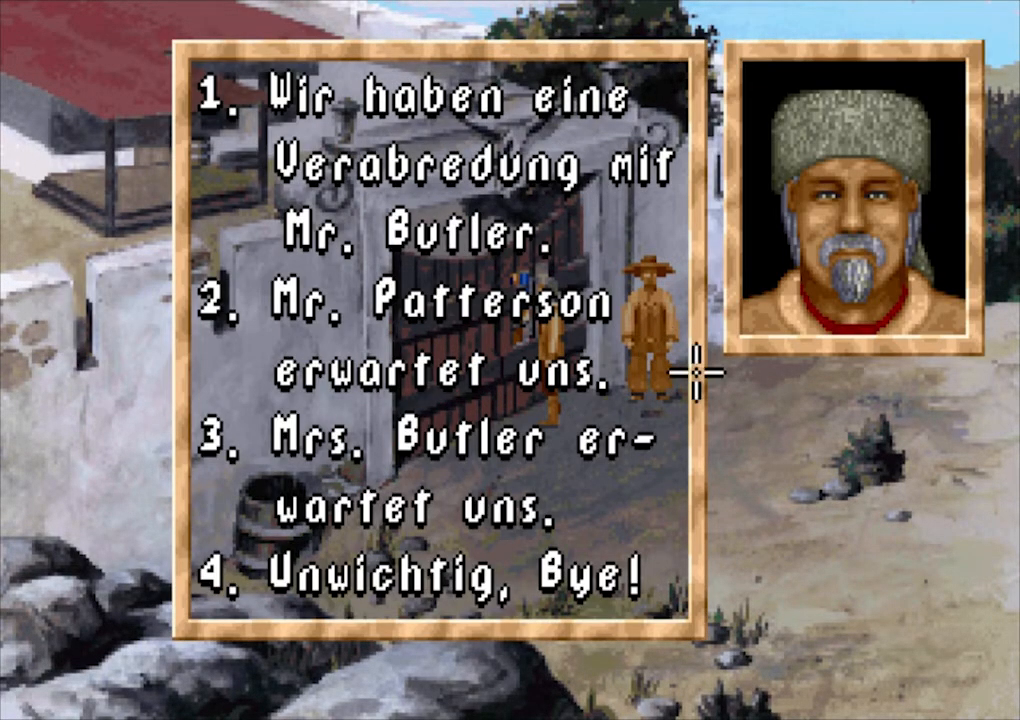 1. Wir haben eine
Verabredung mit
Mr. Butler.
2. Mr. Patterson
erwartet uns.
3. Mrs. Butler er-
wartet uns.
4. Unwichtig, Bye!